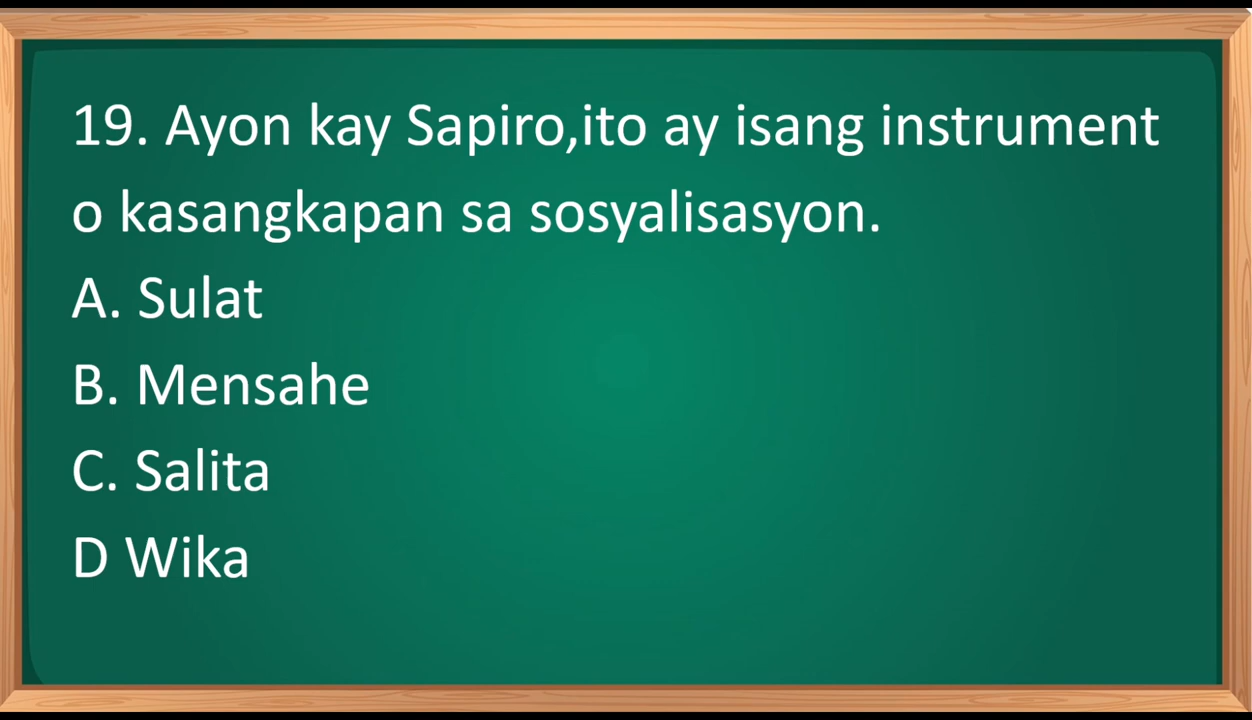 19. Ayon kay Sapiro,ito ay isang instrument
o kasangkapan sa sosyalisasyon.
A. Sulat
B. Mensahe
C. Salita
D Wika